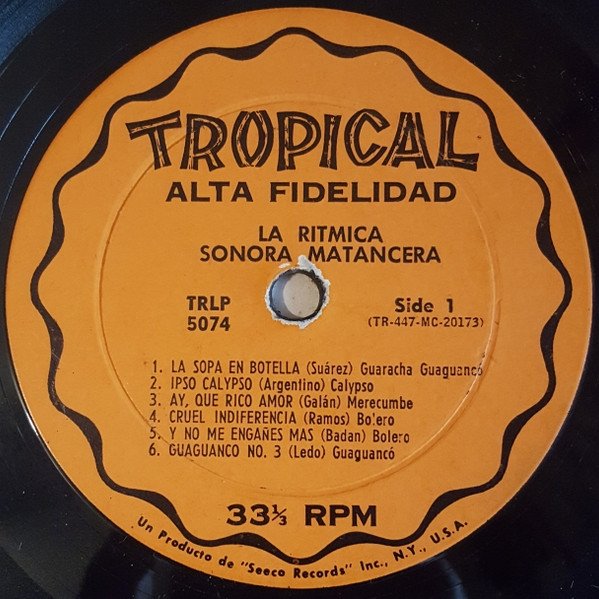 TROPICAL
ALTA FIDELIDAD
LA RITMICA
SONORA MATANCERA
TRLP
5074
Side 1
(TR-447-MC-20173)
1. LA SOPA EN BOTELLA (Suárez) Guaracha Guaguancó
2. IPSO CALYPSO (Argentino) Calypso
3. AY, QUE RICO AMOR (Galán) Merecumbe
4. CRUEL INDIFERENCIA (Ramos) Bolero
5. Y NO ME ENGAÑES MAS (Badan) Bolero
6. GUAGUANCO NO. 3 (Ledo) Guaguancó
33⅓ RPM
Un Producto de "Seeco Records" Inc., N.Y., U.S.A.